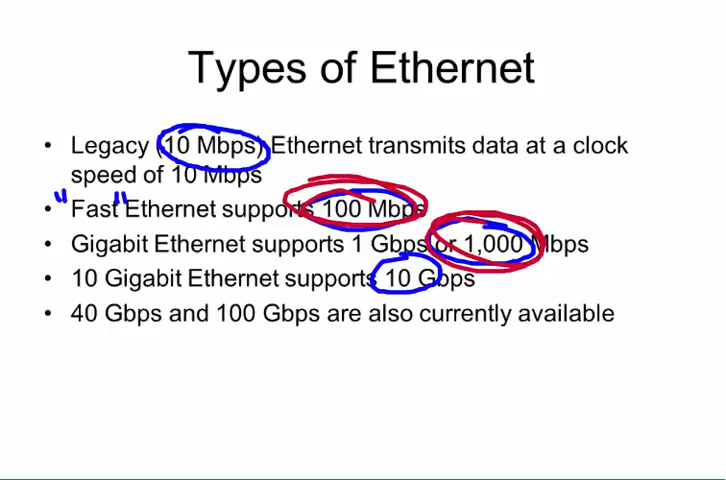 Types of Ethernet
• Legacy (10 Mbps) Ethernet transmits data at a clock
speed of 10 Mbps
• "Fast" Ethernet supports 100 Mbps
• Gigabit Ethernet supports 1 Gbps or 1,000 Mbps
• 10 Gigabit Ethernet supports 10 Gbps
• 40 Gbps and 100 Gbps are also currently available